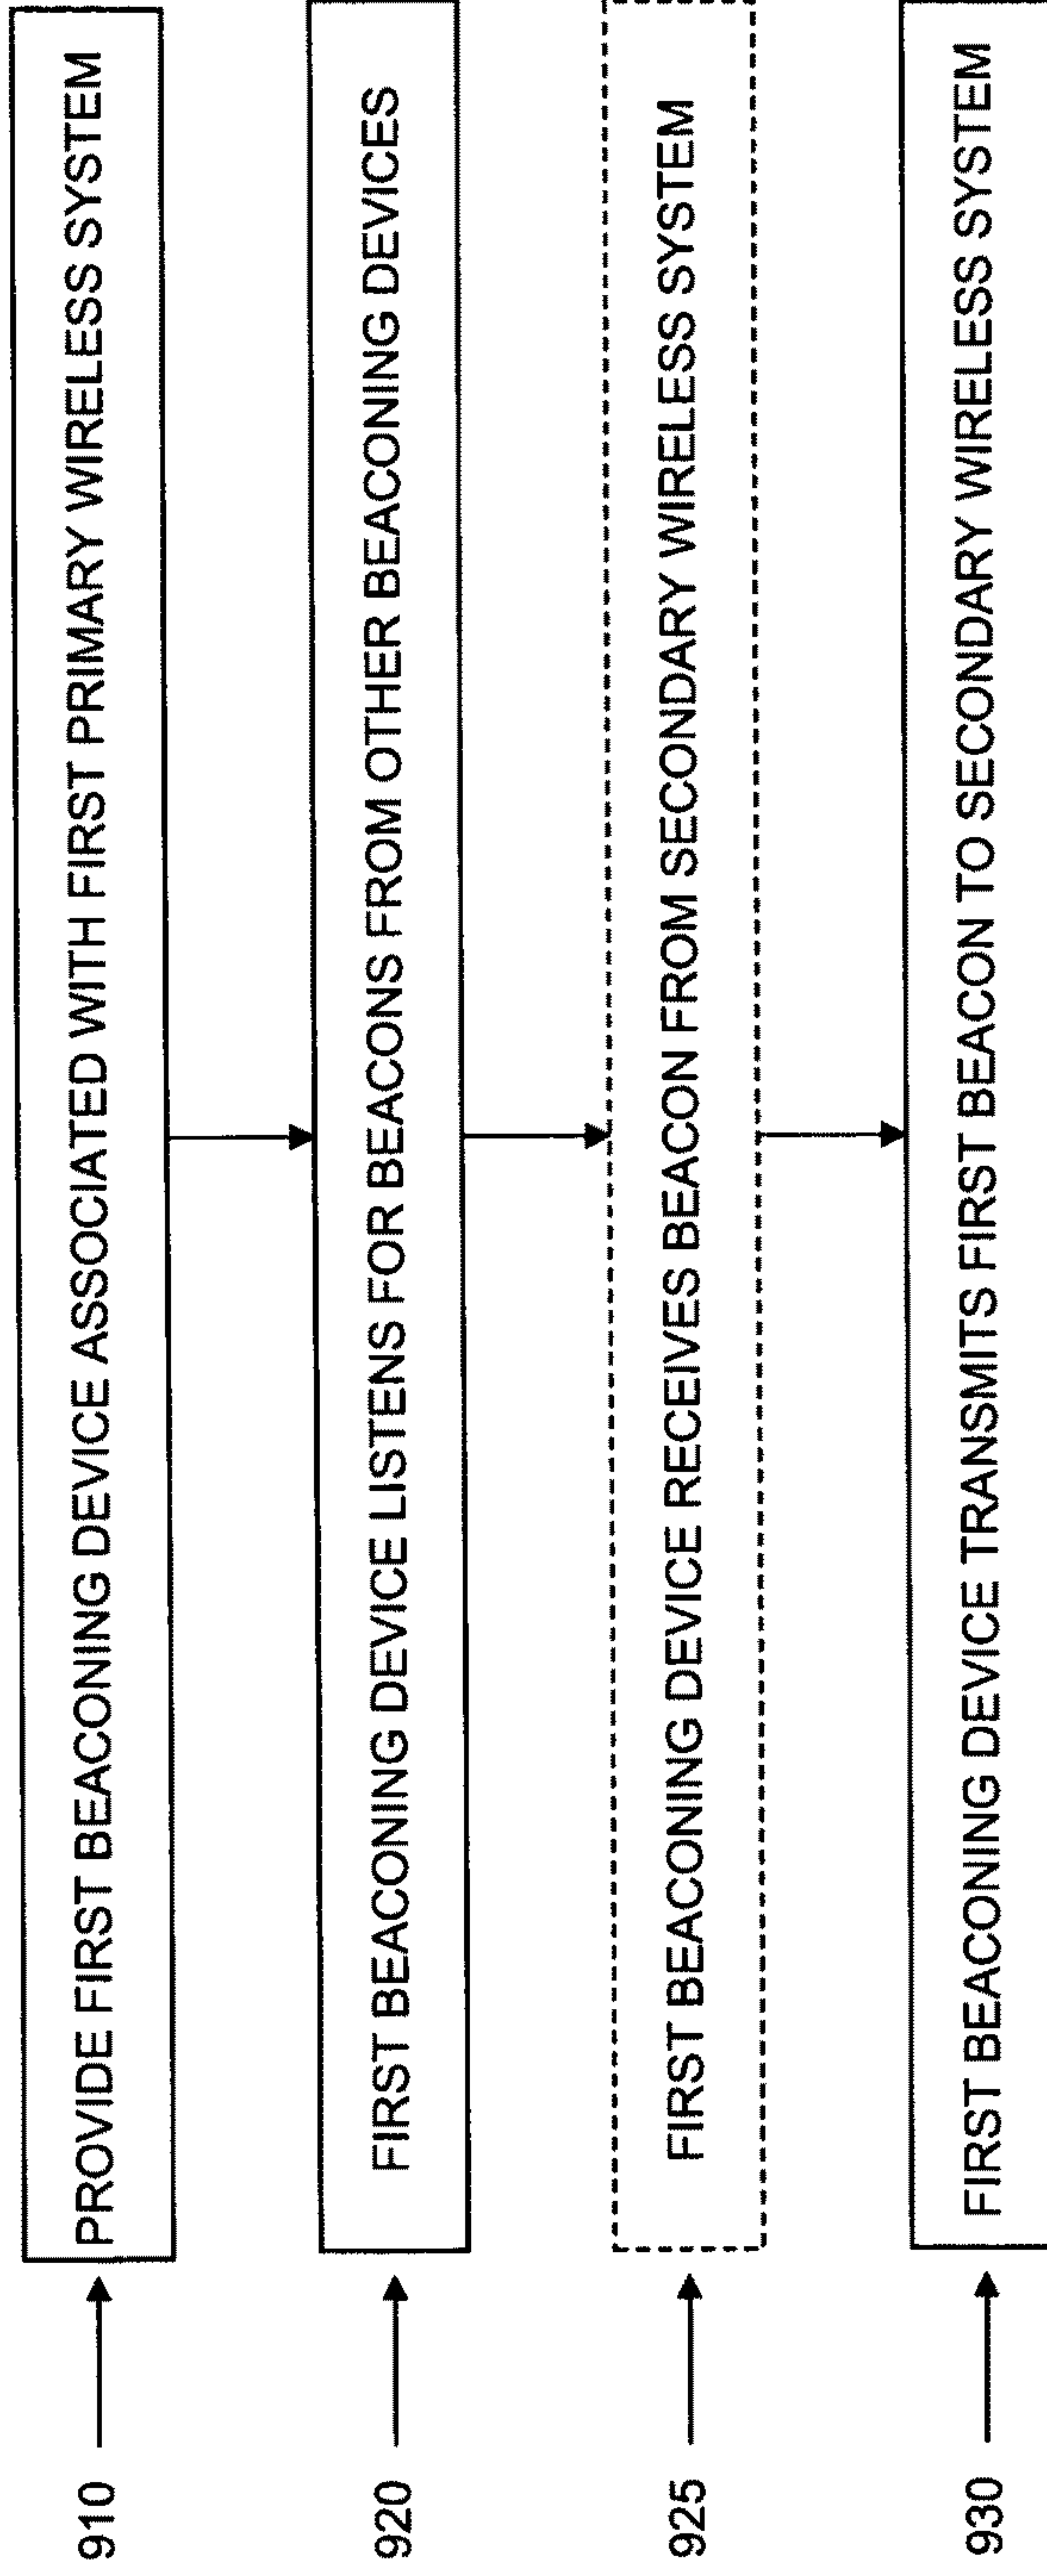 910 PROVIDE FIRST BEACONING DEVICE ASSOCIATED WITH FIRST PRIMARY WIRELESS SYSTEM
920 FIRST BEACONING DEVICE LISTENS FOR BEACONS FROM OTHER BEACONING DEVICES
925 FIRST BEACONING DEVICE RECEIVES BEACON FROM SECONDARY WIRELESS SYSTEM
930 FIRST BEACONING DEVICE TRANSMITS FIRST BEACON TO SECONDARY WIRELESS SYSTEM